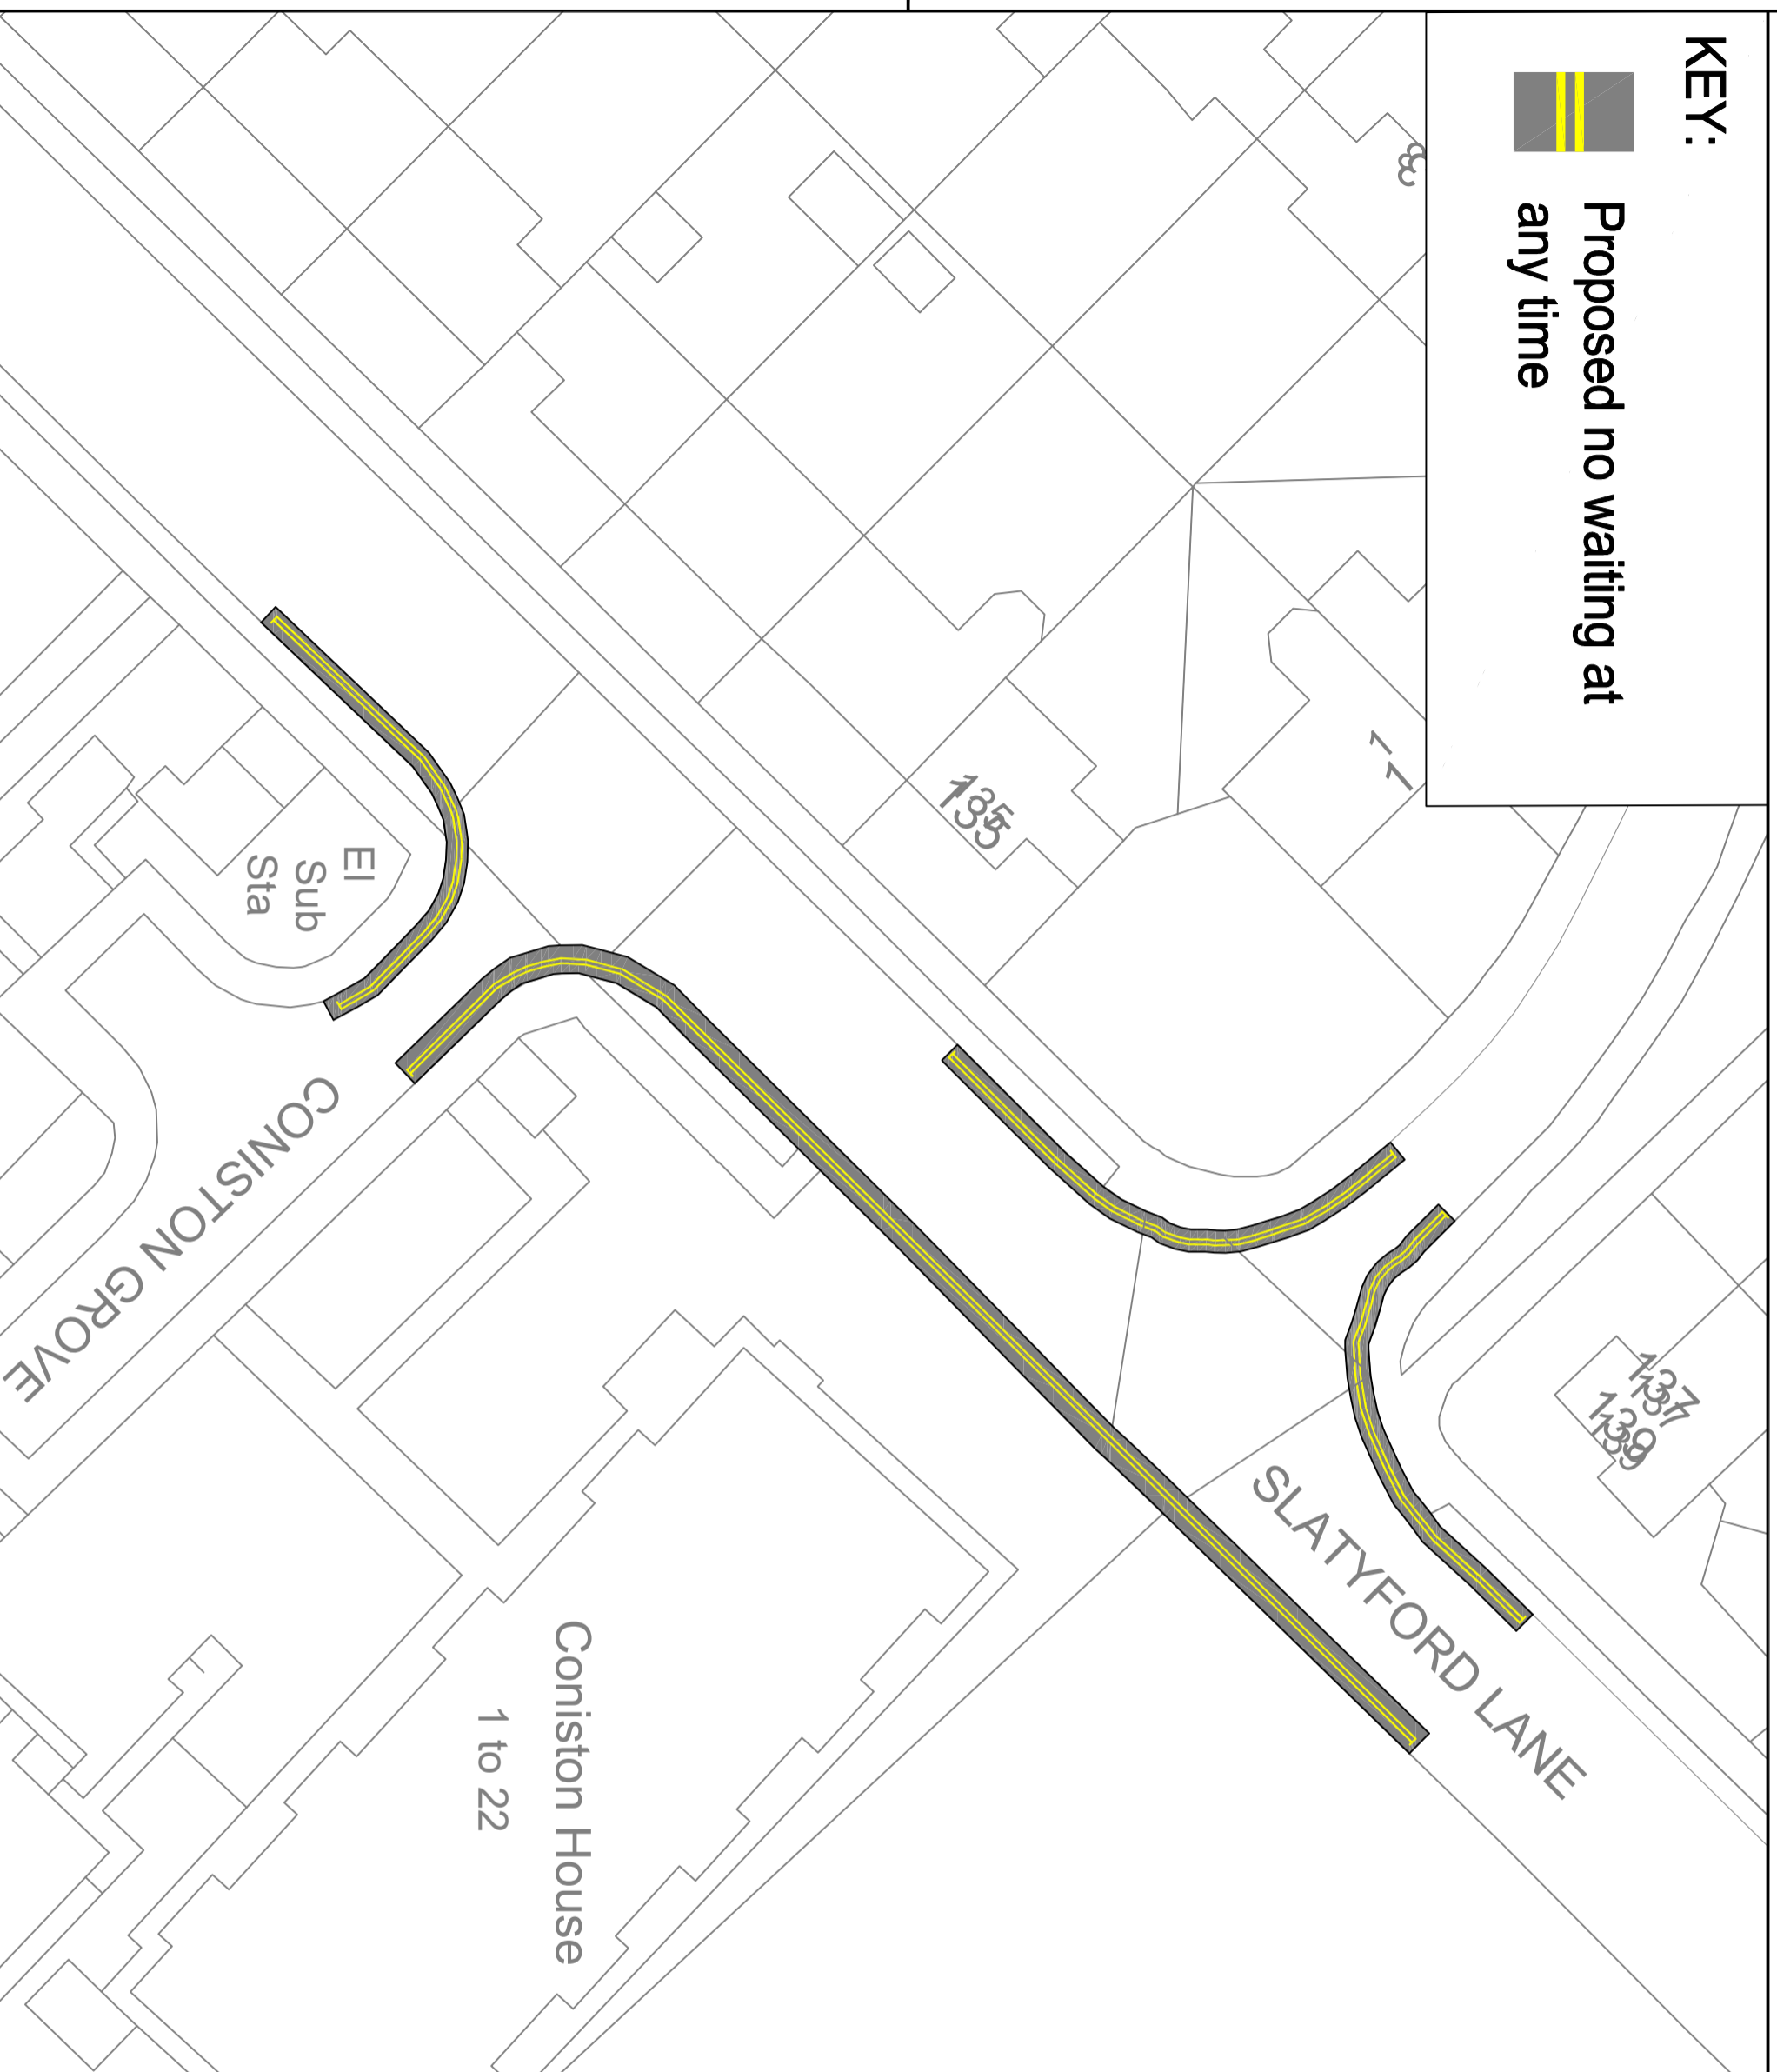 KEY:
Proposed no waiting at
any time
8
1
1
135
137
139
El
Sub
Sta
CONISTON GROVE
SLATYFORD LANE
Coniston House
1 to 22